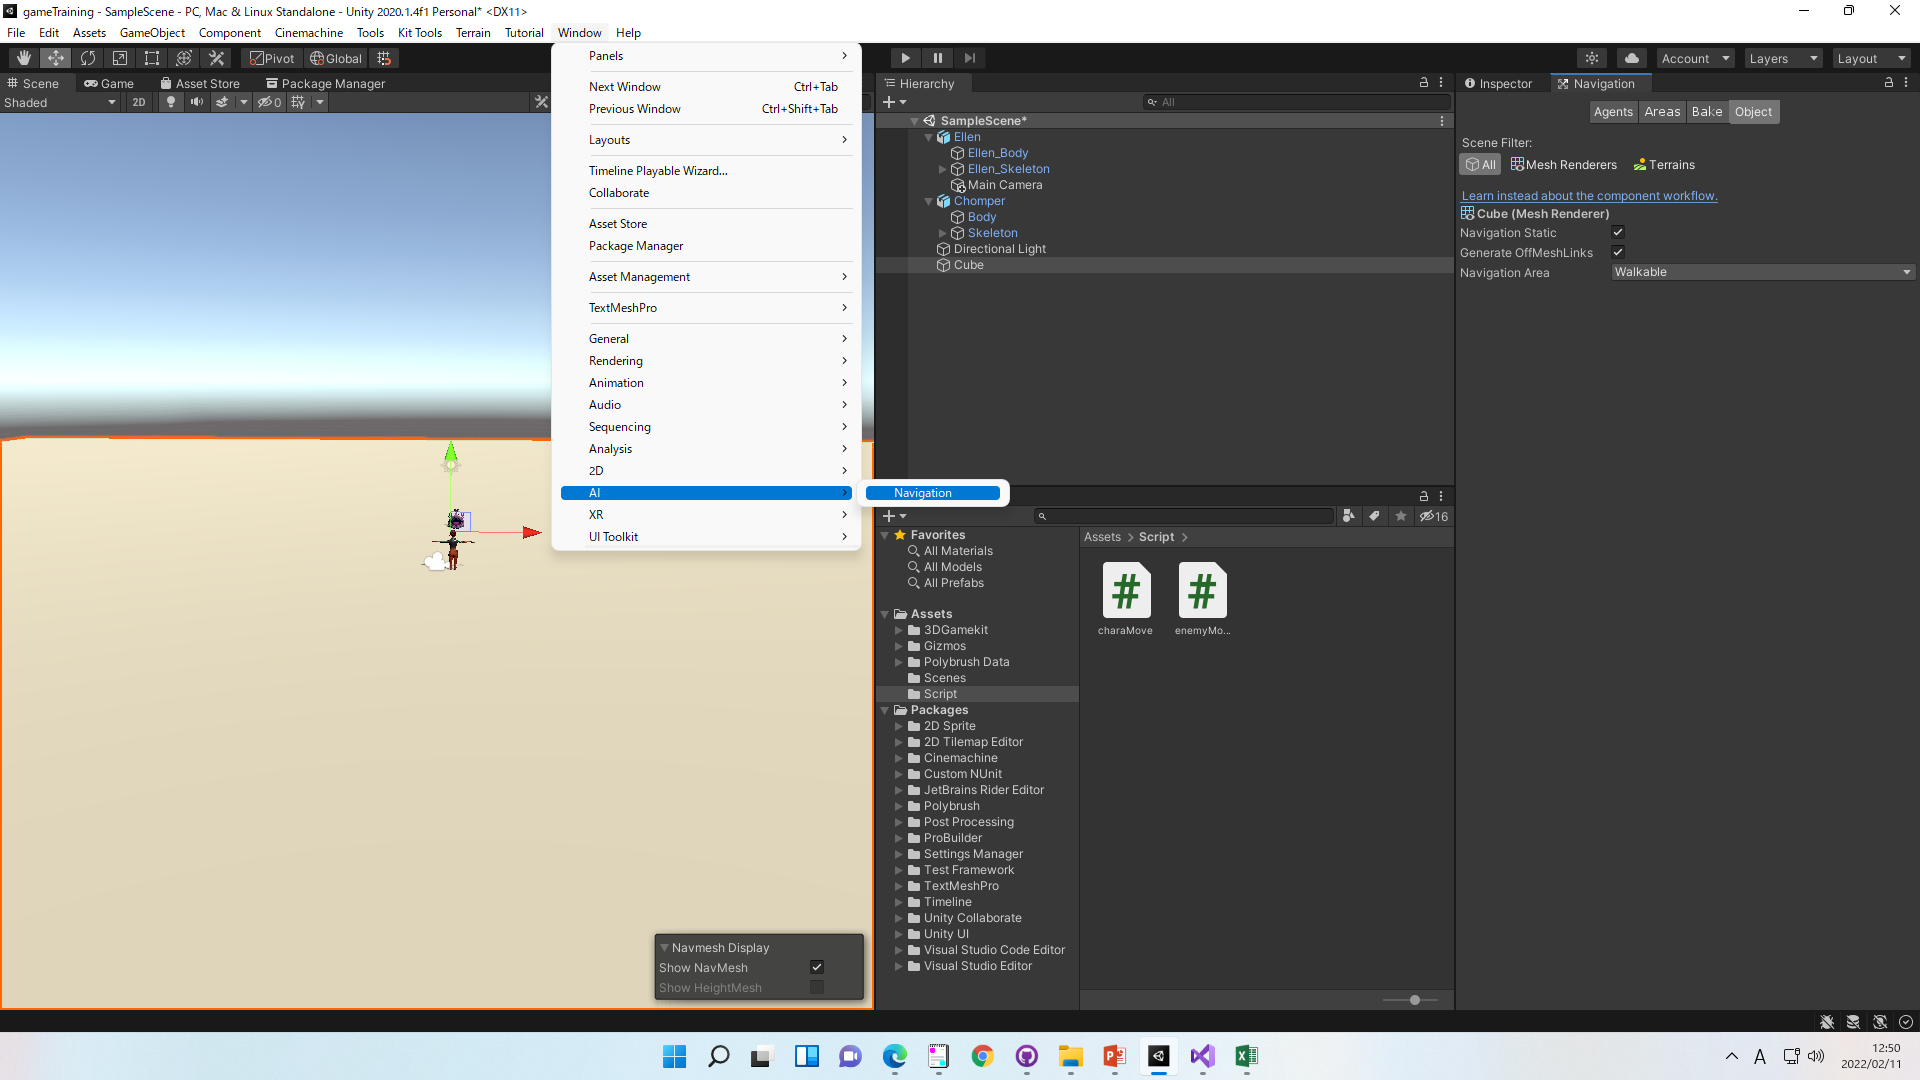 gameTraining - SampleScene - PC, Mac & Linux Standalone - Unity 2020.1.4f1 Personal* <DX11>
File Edit Assets GameObject Component Cinemachine Tools Kit Tools Terrain Tutorial Window Help
Pivot Global Account Layers Layout
Scene Game Asset Store Package Manager
Shaded 2D 0
Panels
Next Window Ctrl+Tab
Previous Window Ctrl+Shift+Tab
Layouts
Timeline Playable Wizard...
Collaborate
Asset Store
Package Manager
Asset Management
TextMeshPro
General
Rendering
Animation
Audio
Sequencing
Analysis
2D
AI
XR
UI Toolkit
Navigation
Navmesh Display
Show NavMesh
Show HeightMesh
Hierarchy
All
SampleScene*
Ellen
Ellen_Body
Ellen_Skeleton
Main Camera
Chomper
Body
Skeleton
Directional Light
Cube
16
Favorites
All Materials
All Models
All Prefabs
Assets
3DGamekit
Gizmos
Polybrush Data
Scenes
Script
Packages
2D Sprite
2D Tilemap Editor
Cinemachine
Custom NUnit
JetBrains Rider Editor
Polybrush
Post Processing
ProBuilder
Settings Manager
Test Framework
TextMeshPro
Timeline
Unity Collaborate
Unity UI
Visual Studio Code Editor
Visual Studio Editor
Assets > Script >
charaMove enemyMo...
Inspector Navigation
Agents Areas Bake Object
Scene Filter:
All Mesh Renderers Terrains
Learn instead about the component workflow.
Cube (Mesh Renderer)
Navigation Static
Generate OffMeshLinks
Navigation Area Walkable
A
12:50
2022/02/11